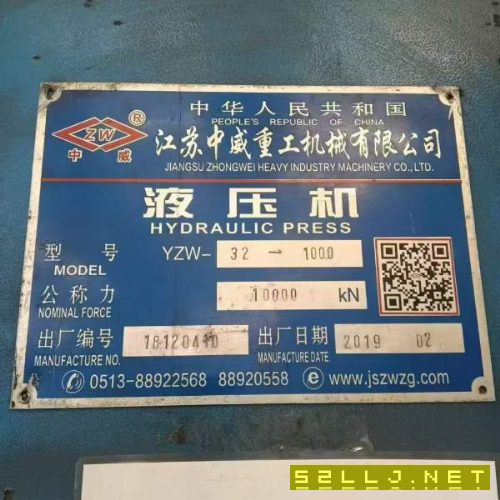 ZW
®
中威
中华人民共和国
PEOPLE'S REPUBLIC OF CHINA
江苏中威重工机械有限公司
JIANGSU ZHONGWEI HEAVY INDUSTRY MACHINERY CO., LTD.
液压机
HYDRAULIC PRESS
型号 YZW- 32 — 1000
MODEL
公称力 10000 kN
NOMINAL FORCE
出厂编号 18120410 出厂日期 2019 02
MANUFACTURE NO. MANUFACTURE DATE.
0513-88922568 88920558 e www.jszwzg.com
52LLJ.NET